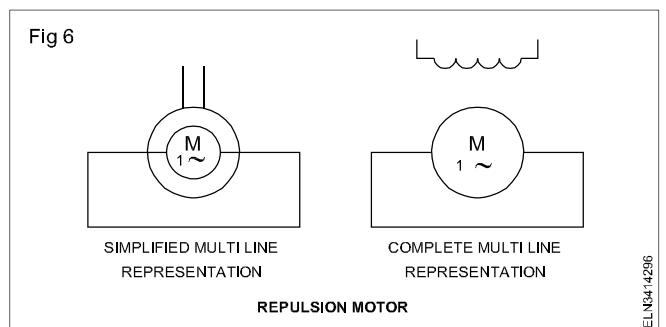 Fig 6
M
1 ~
M
1 ~
SIMPLIFIED MULTI LINE
REPRESENTATION
COMPLETE MULTI LINE
REPRESENTATION
REPULSION MOTOR
ELN3414296